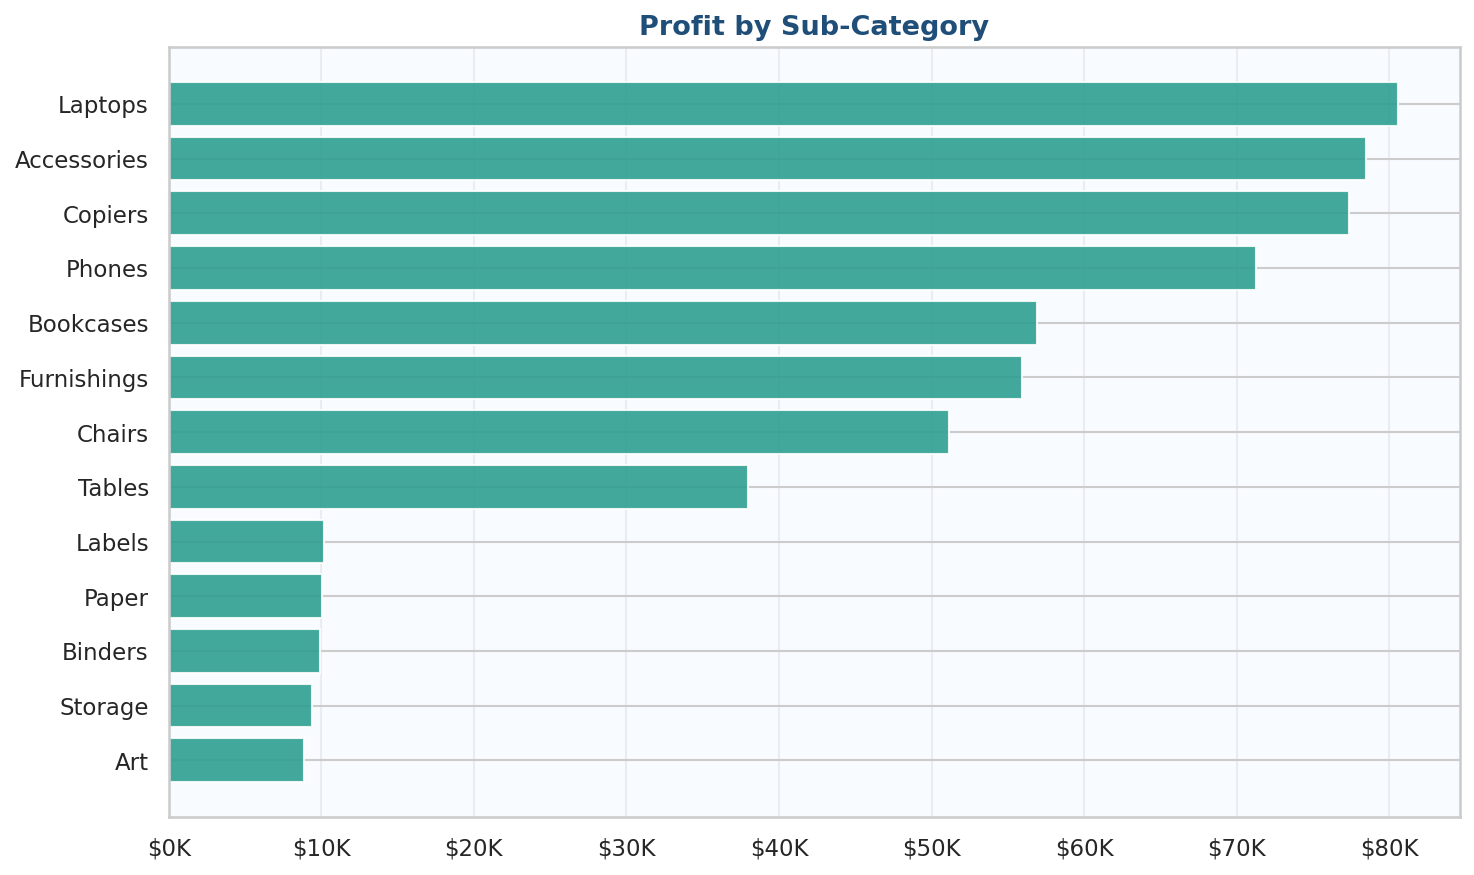 Profit by Sub-Category
Laptops
Accessories
Copiers
Phones
Bookcases
Furnishings
Chairs
Tables
Labels
Paper
Binders
Storage
Art
$0K $10K $20K $30K $40K $50K $60K $70K $80K